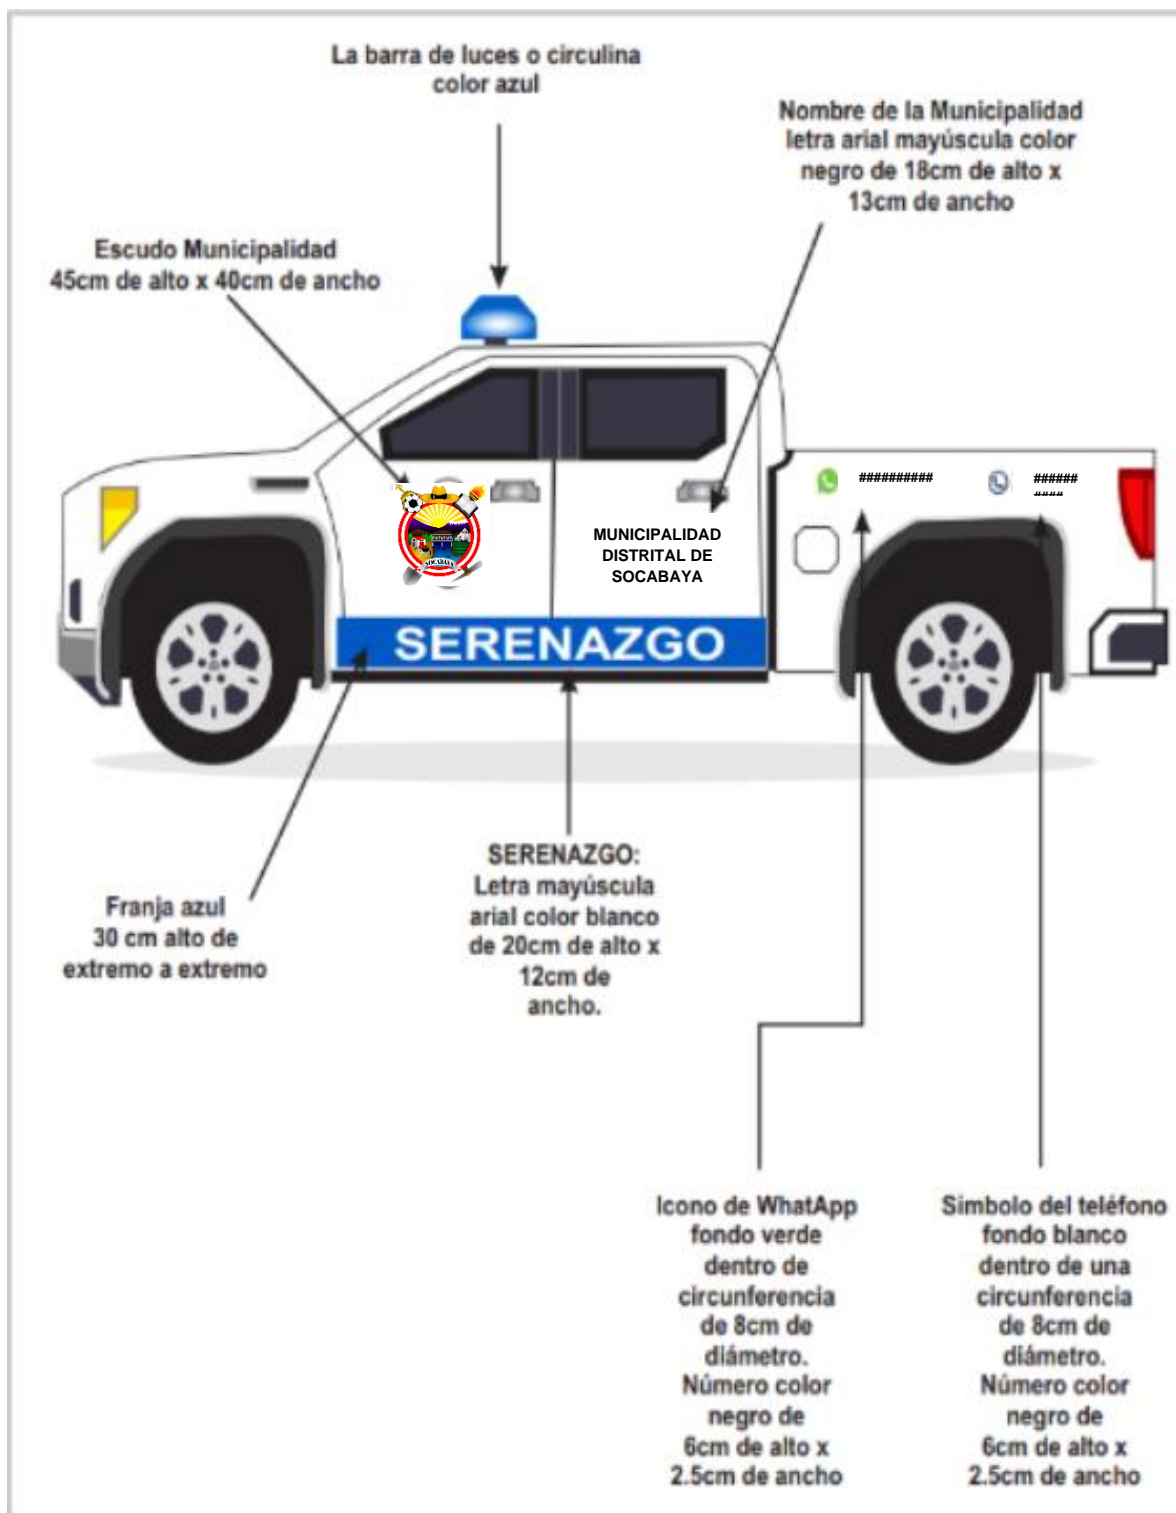 La barra de luces o circulina
color azul
Nombre de la Municipalidad
letra arial mayúscula color
negro de 18cm de alto x
13cm de ancho
Escudo Municipalidad
45cm de alto x 40cm de ancho
##########
######
####
SOCABAYA
MUNICIPALIDAD
DISTRITAL DE
SOCABAYA
SERENAZGO
SERENAZGO:
Letra mayúscula
arial color blanco
de 20cm de alto x
12cm de
ancho.
Franja azul
30 cm alto de
extremo a extremo
Icono de WhatApp
fondo verde
dentro de
circunferencia
de 8cm de
diámetro.
Número color
negro de
6cm de alto x
2.5cm de ancho
Simbolo del teléfono
fondo blanco
dentro de una
circunferencia
de 8cm de
diámetro.
Número color
negro de
6cm de alto x
2.5cm de ancho